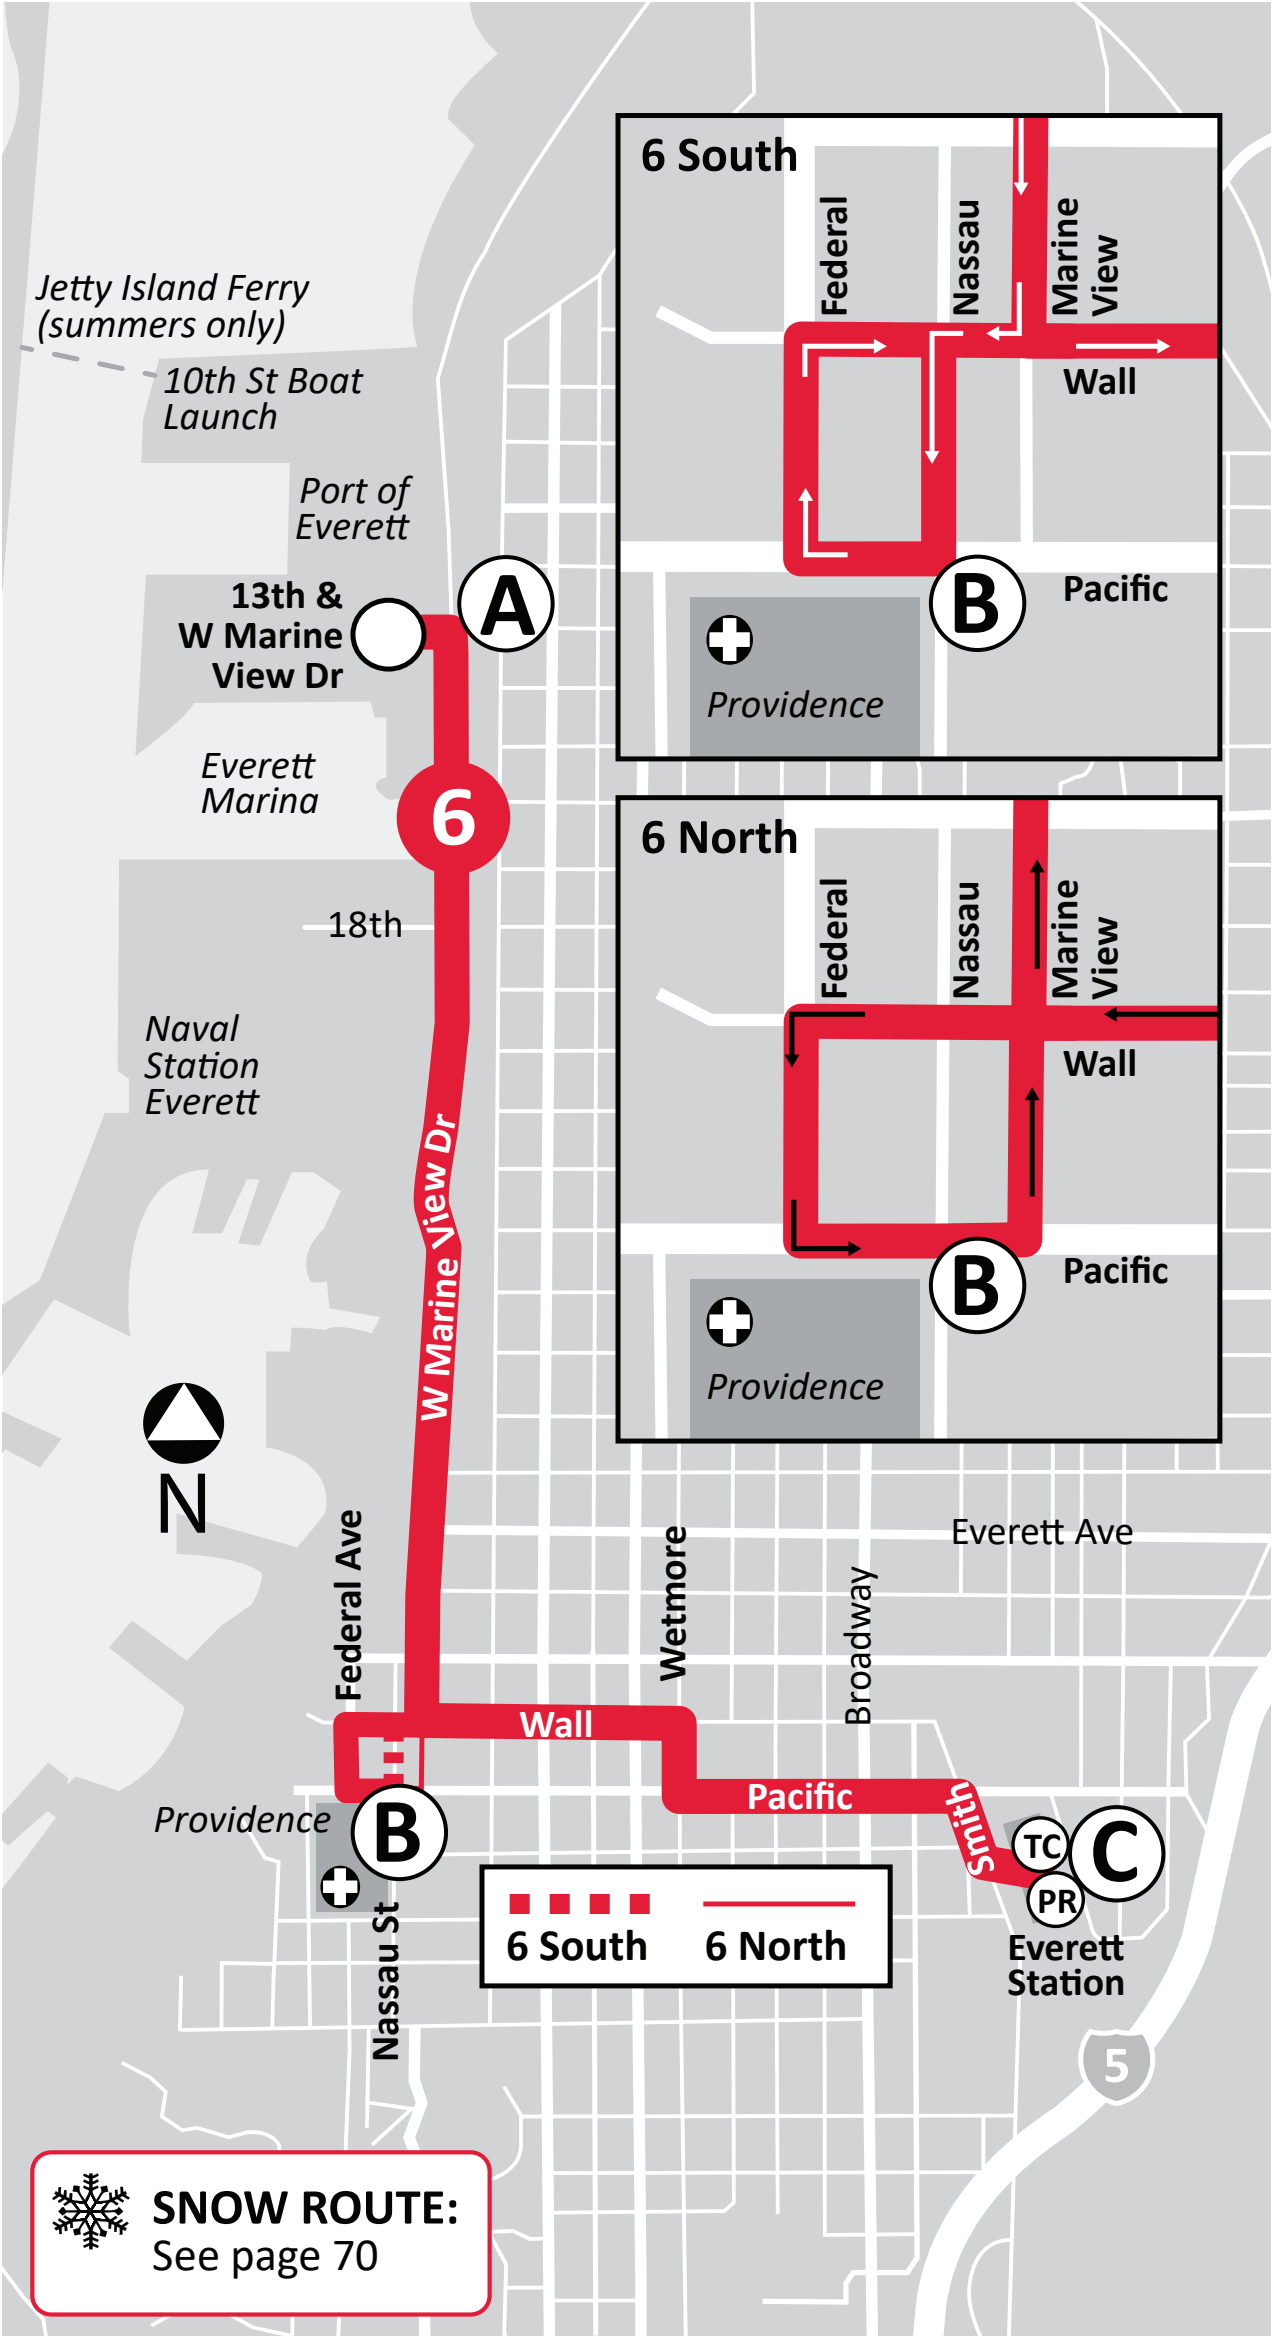 6 South
Federal
Nassau
Marine
View
Wall
Pacific
B
Providence
Jetty Island Ferry
(summers only)
10th St Boat
Launch
Port of
Everett
13th &
W Marine
View Dr
A
Everett
Marina
6
18th
Naval
Station
Everett
W Marine View Dr
6 North
Federal
Nassau
Marine
View
Wall
Pacific
B
Providence
N
Federal Ave
Wetmore
Broadway
Everett Ave
Wall
Pacific
Smith
Providence
B
Nassau St
TC
C
PR
Everett
Station
6 South
6 North
5
SNOW ROUTE:
See page 70